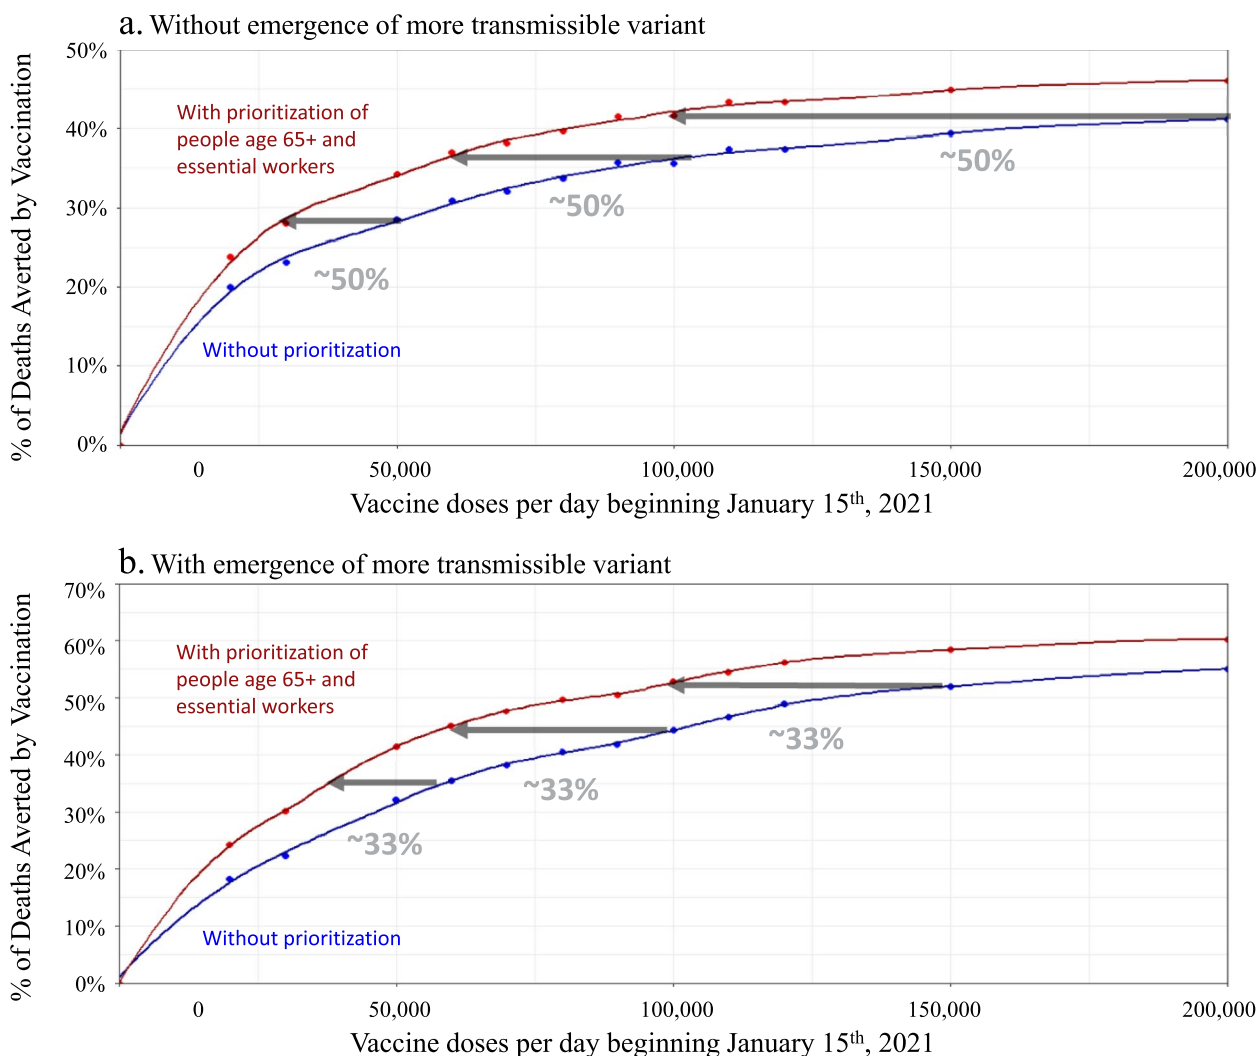 a. Without emergence of more transmissible variant
% of Deaths Averted by Vaccination
50%
40%
30%
20%
10%
0%
With prioritization of
people age 65+ and
essential workers
~50%
~50%
~50%
Without prioritization
0 50,000 100,000 150,000 200,000
Vaccine doses per day beginning January 15th, 2021
b. With emergence of more transmissible variant
% of Deaths Averted by Vaccination
70%
60%
50%
40%
30%
20%
10%
0%
With prioritization of
people age 65+ and
essential workers
~33%
~33%
~33%
Without prioritization
0 50,000 100,000 150,000 200,000
Vaccine doses per day beginning January 15th, 2021